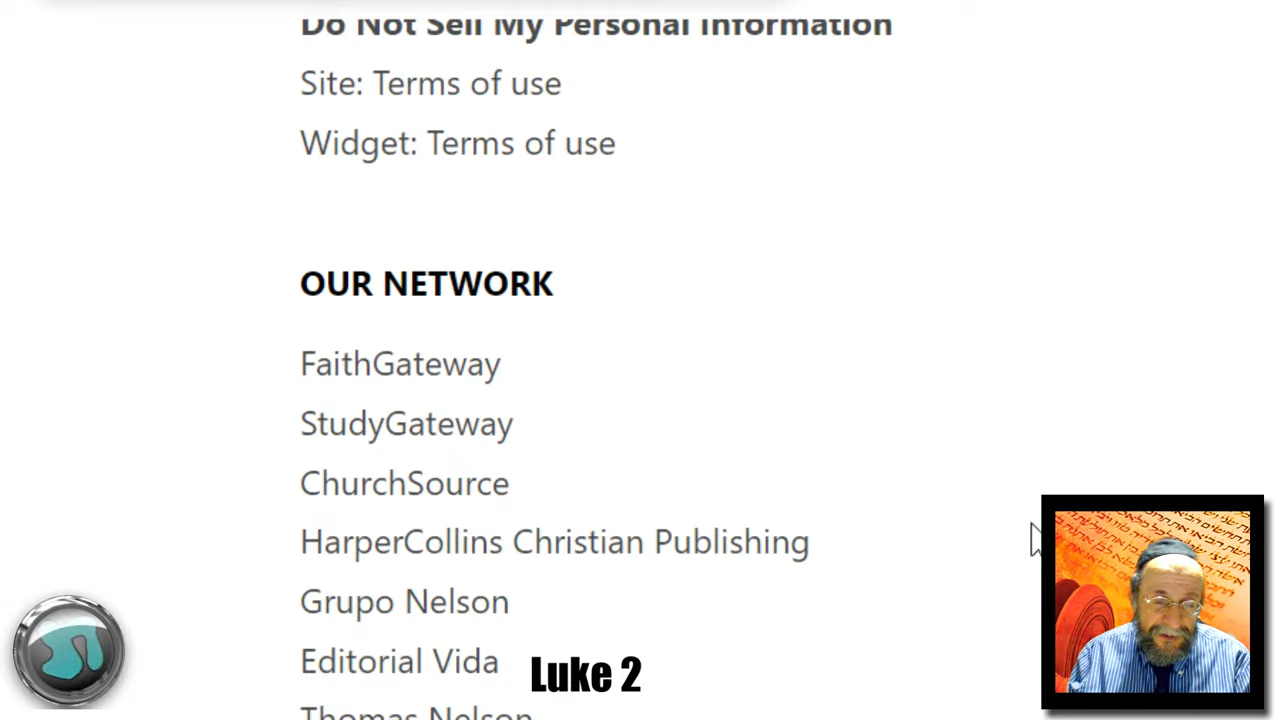 Do Not Sell My Personal Information
Site: Terms of use
Widget: Terms of use
OUR NETWORK
FaithGateway
StudyGateway
ChurchSource
HarperCollins Christian Publishing
Grupo Nelson
Editorial Vida
Luke 2
Thomas Nelson